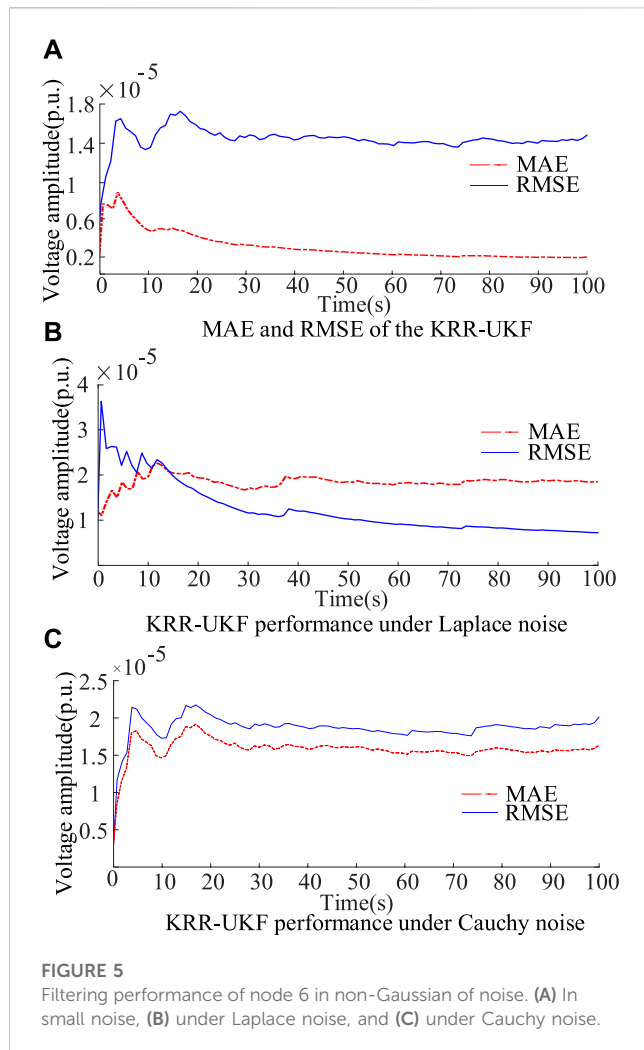 A
×10⁻⁵
1.8
1.4
1
0.6
0.2
Voltage amplitude(p.u.)
MAE
RMSE
0 10 20 30 40 50 60 70 80 90 100
Time(s)
MAE and RMSE of the KRR-UKF
B
×10⁻⁵
4
3
2
1
Voltage amplitude(p.u.)
MAE
RMSE
0 10 20 30 40 50 60 70 80 90 100
Time(s)
KRR-UKF performance under Laplace noise
C
×10⁻⁵
2.5
2
1.5
1
0.5
Voltage amplitude(p.u.)
MAE
RMSE
0 10 20 30 40 50 60 70 80 90 100
Time(s)
KRR-UKF performance under Cauchy noise
FIGURE 5
Filtering performance of node 6 in non-Gaussian of noise. (A) In
small noise, (B) under Laplace noise, and (C) under Cauchy noise.